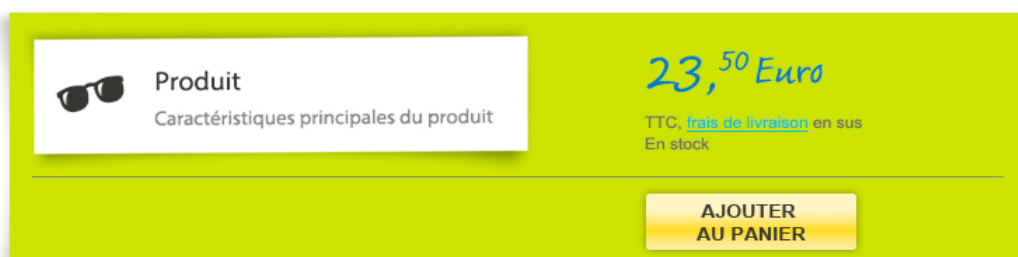 Produit
Caractéristiques principales du produit
23,50 Euro
TTC, frais de livraison en sus
En stock
AJOUTER
AU PANIER